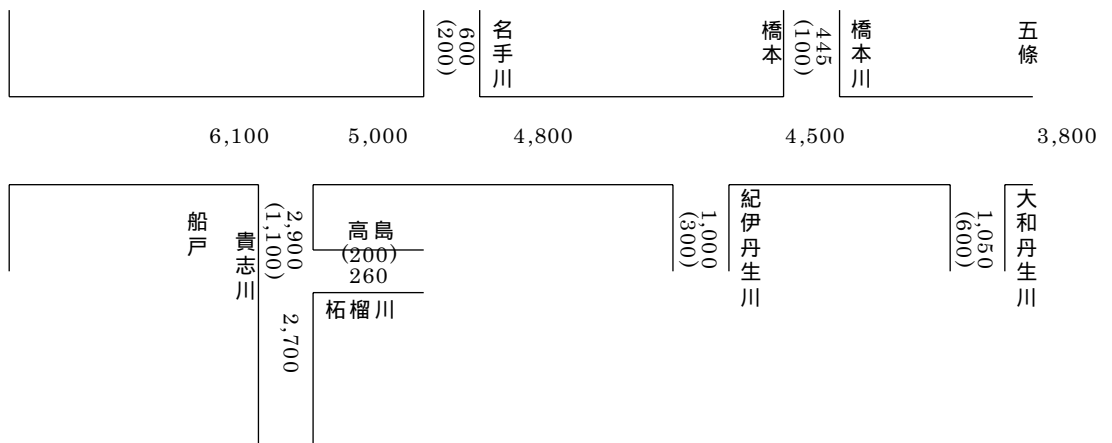 600
(200)
名手川
橋本
445
(100)
橋本川
五條
6,100
5,000
4,800
4,500
3,800
船戸
貴志川
2,900
(1,100)
高島
(200)
260
柘榴川
2,700
1,000
(300)
紀伊丹生川
1,050
(600)
大和丹生川